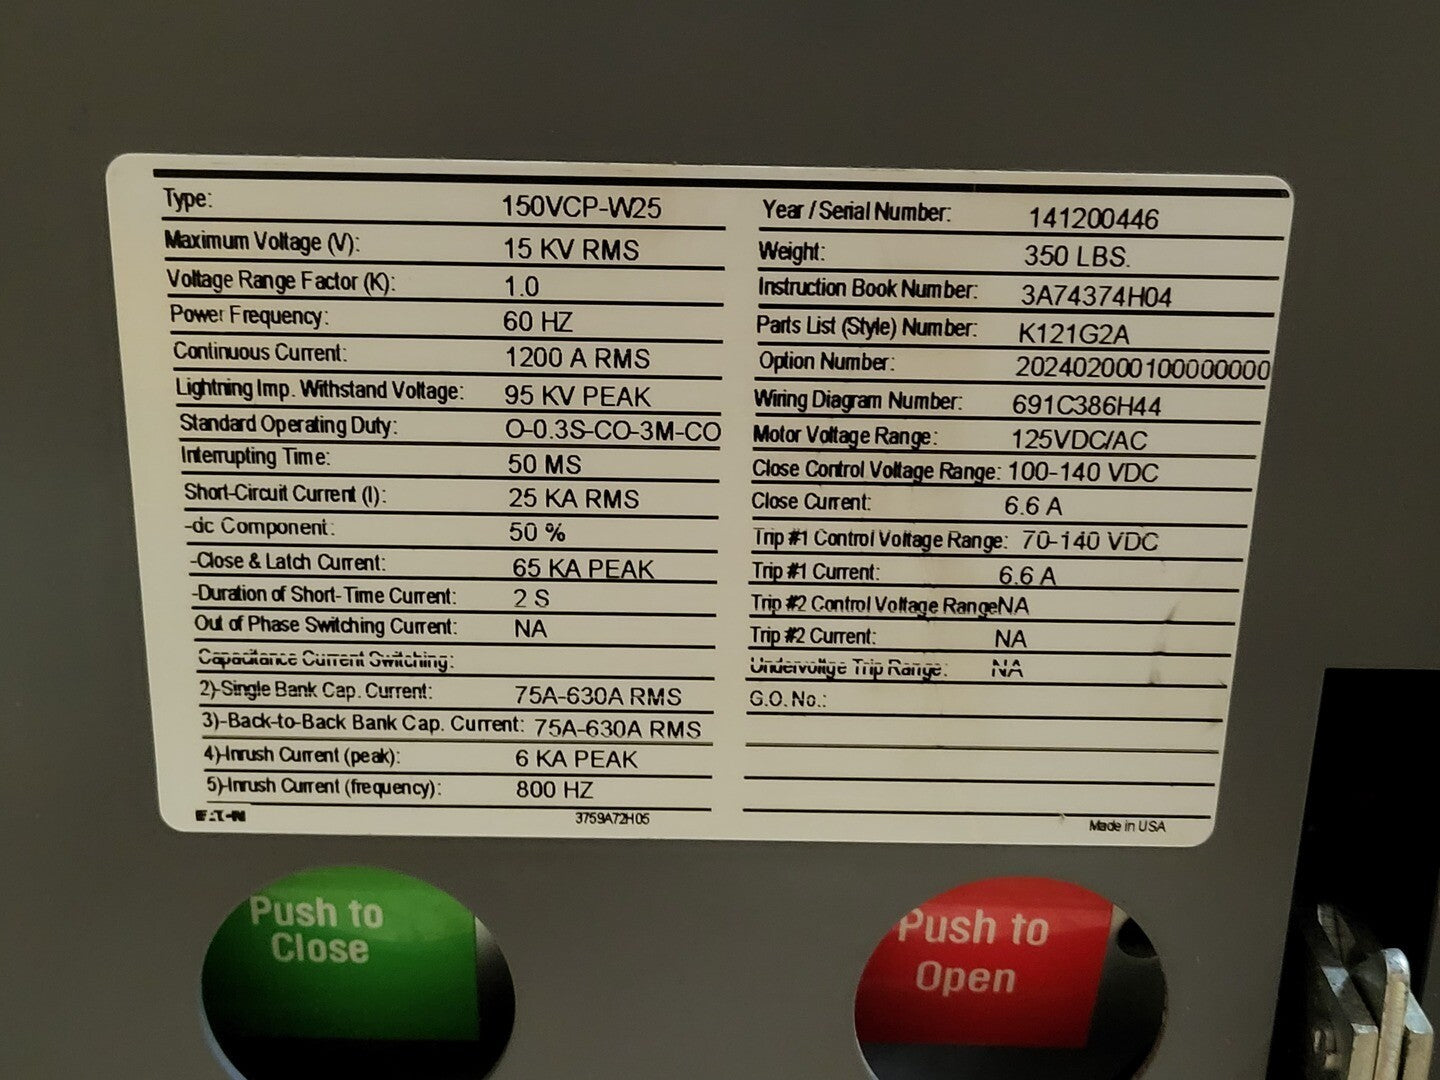 Type: 150VCP-W25
Maximum Voltage (V): 15 KV RMS
Voltage Range Factor (K): 1.0
Power Frequency: 60 HZ
Continuous Current: 1200 A RMS
Lightning Imp. Withstand Voltage: 95 KV PEAK
Standard Operating Duty: O-0.3S-CO-3M-CO
Interrupting Time: 50 MS
Short-Circuit Current (I): 25 KA RMS
-dc Component: 50 %
-Close & Latch Current: 65 KA PEAK
-Duration of Short-Time Current: 2 S
Out of Phase Switching Current: NA
Capacitance Current Switching:
2)-Single Bank Cap. Current: 75A-630A RMS
3)-Back-to-Back Bank Cap. Current: 75A-630A RMS
4)-Inrush Current (peak): 6 KA PEAK
5)-Inrush Current (frequency): 800 HZ
EATON 3759A72H05
Year / Serial Number: 141200446
Weight: 350 LBS.
Instruction Book Number: 3A74374H04
Parts List (Style) Number: K121G2A
Option Number: 202402000100000000
Wiring Diagram Number: 691C386H44
Motor Voltage Range: 125VDC/AC
Close Control Voltage Range: 100-140 VDC
Close Current: 6.6 A
Trip #1 Control Voltage Range: 70-140 VDC
Trip #1 Current: 6.6 A
Trip #2 Control Voltage Range NA
Trip #2 Current: NA
Undervoltge Trip Range: NA
G.O. No.:
Made in USA
Push to
Close
Push to
Open